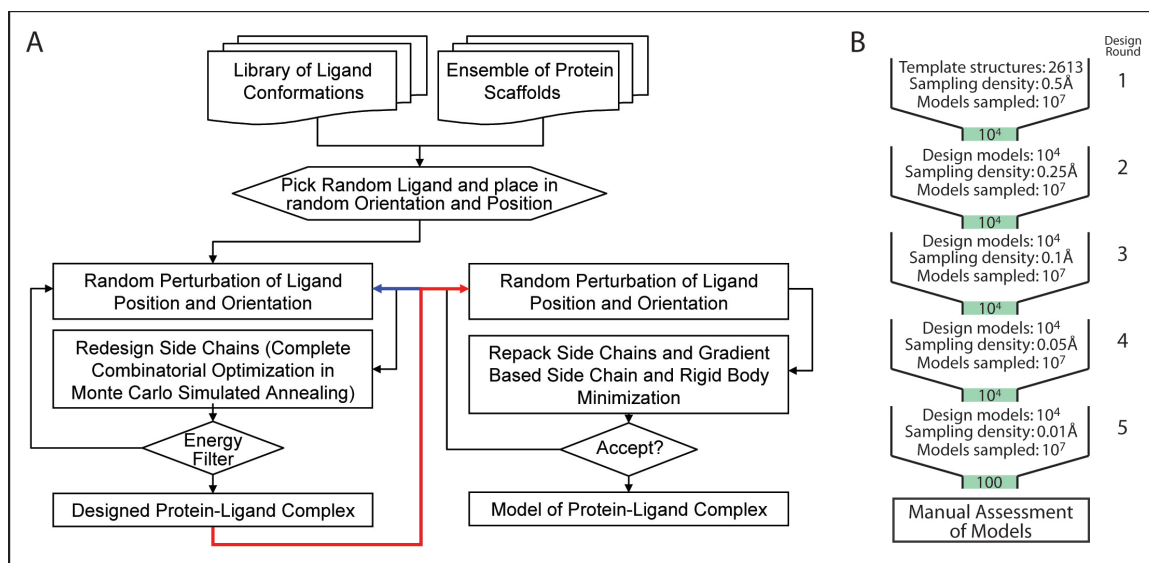 A
Library of Ligand
Conformations
Ensemble of Protein
Scaffolds
Pick Random Ligand and place in
random Orientation and Position
Random Perturbation of Ligand
Position and Orientation
Redesign Side Chains (Complete
Combinatorial Optimization in
Monte Carlo Simulated Annealing)
Energy
Filter
Designed Protein-Ligand Complex
Random Perturbation of Ligand
Position and Orientation
Repack Side Chains and Gradient
Based Side Chain and Rigid Body
Minimization
Accept?
Model of Protein-Ligand Complex
B
Design
Round
Template structures: 2613
Sampling density: 0.5Å
Models sampled: 10⁷
1
10⁴
Design models: 10⁴
Sampling density: 0.25Å
Models sampled: 10⁷
2
10⁴
Design models: 10⁴
Sampling density: 0.1Å
Models sampled: 10⁷
3
10⁴
Design models: 10⁴
Sampling density: 0.05Å
Models sampled: 10⁷
4
10⁴
Design models: 10⁴
Sampling density: 0.01Å
Models sampled: 10⁷
5
100
Manual Assessment
of Models